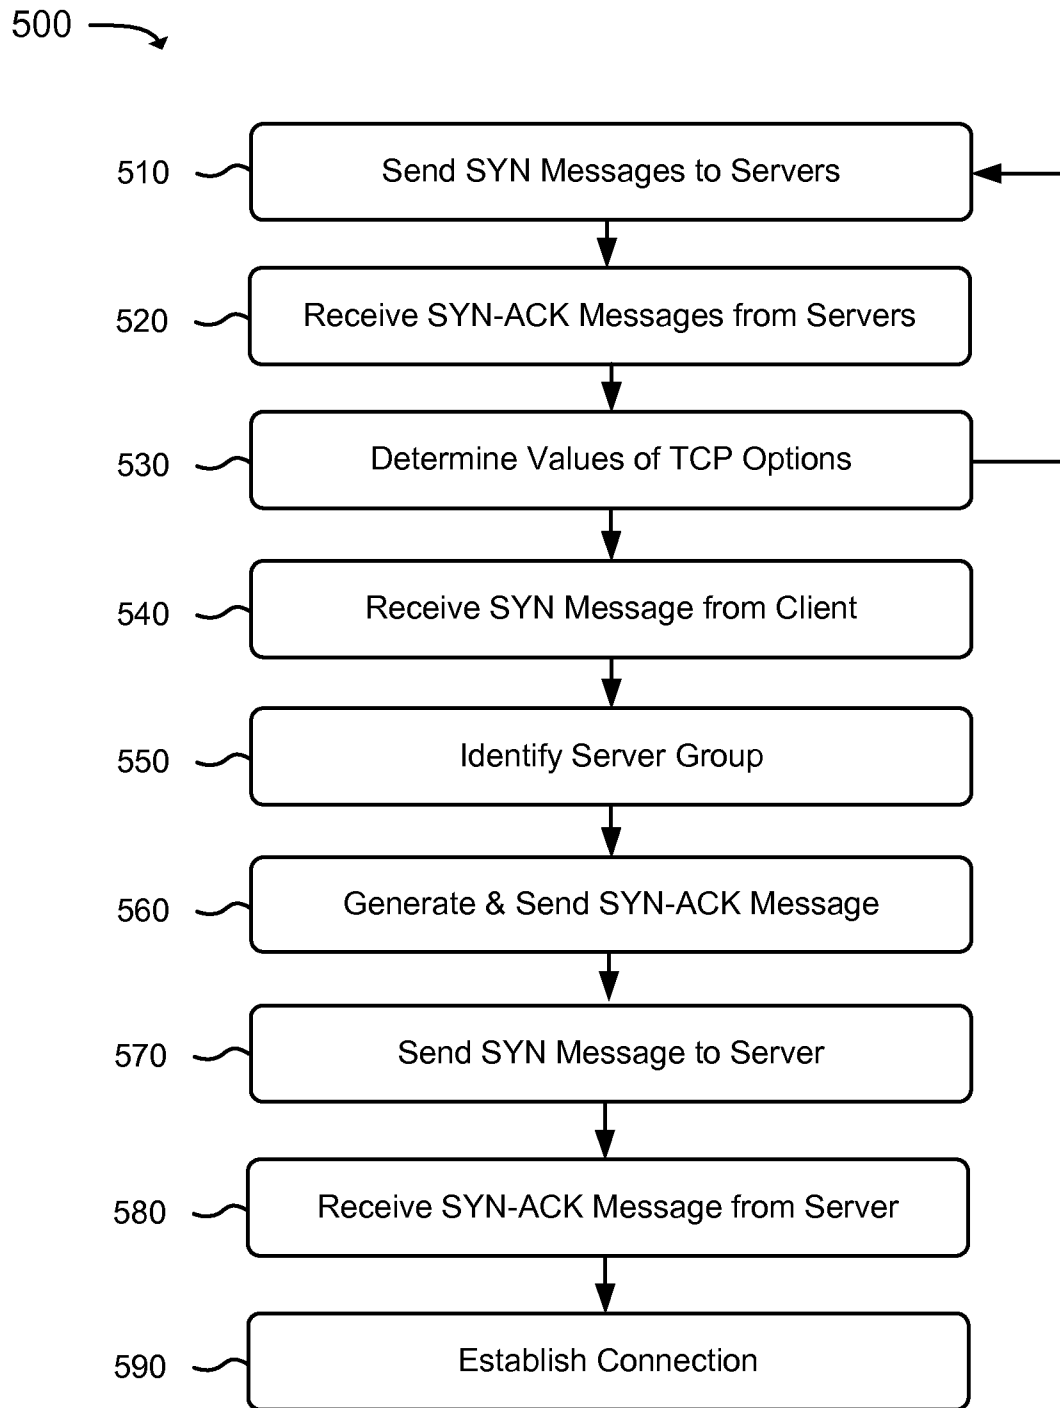 500
510
Send SYN Messages to Servers
520
Receive SYN-ACK Messages from Servers
530
Determine Values of TCP Options
540
Receive SYN Message from Client
550
Identify Server Group
560
Generate & Send SYN-ACK Message
570
Send SYN Message to Server
580
Receive SYN-ACK Message from Server
590
Establish Connection